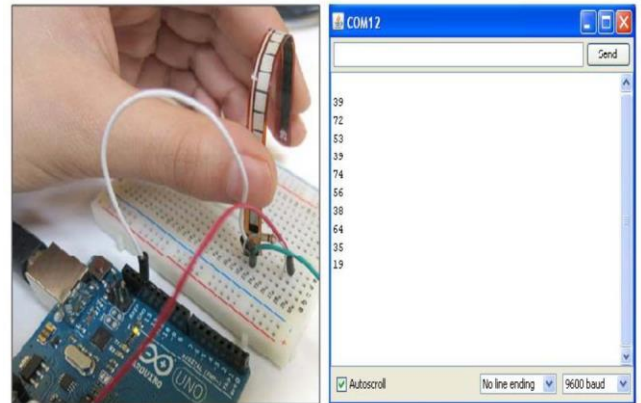 COM12
Send
39
72
53
39
74
56
38
64
35
19
Autoscroll
No line ending
9600 baud
ARDUINO
UNO